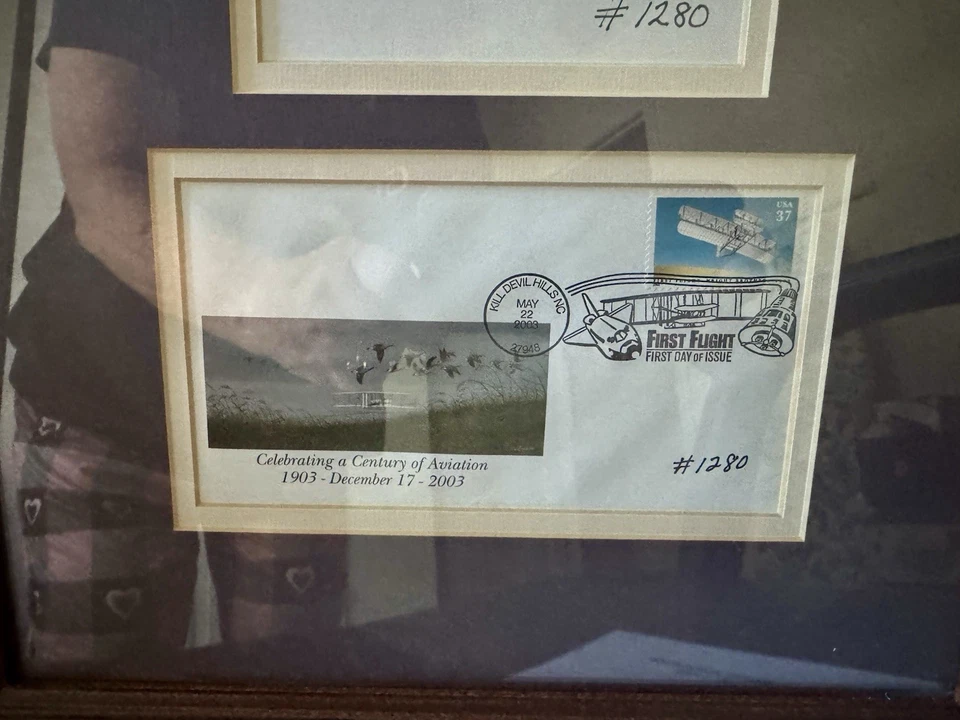 #1280
USA
37
KILL DEVIL HILLS NC
MAY
22
2003
27948
FIRST FLIGHT
FIRST DAY of ISSUE
Celebrating a Century of Aviation
1903 - December 17 - 2003
#1280